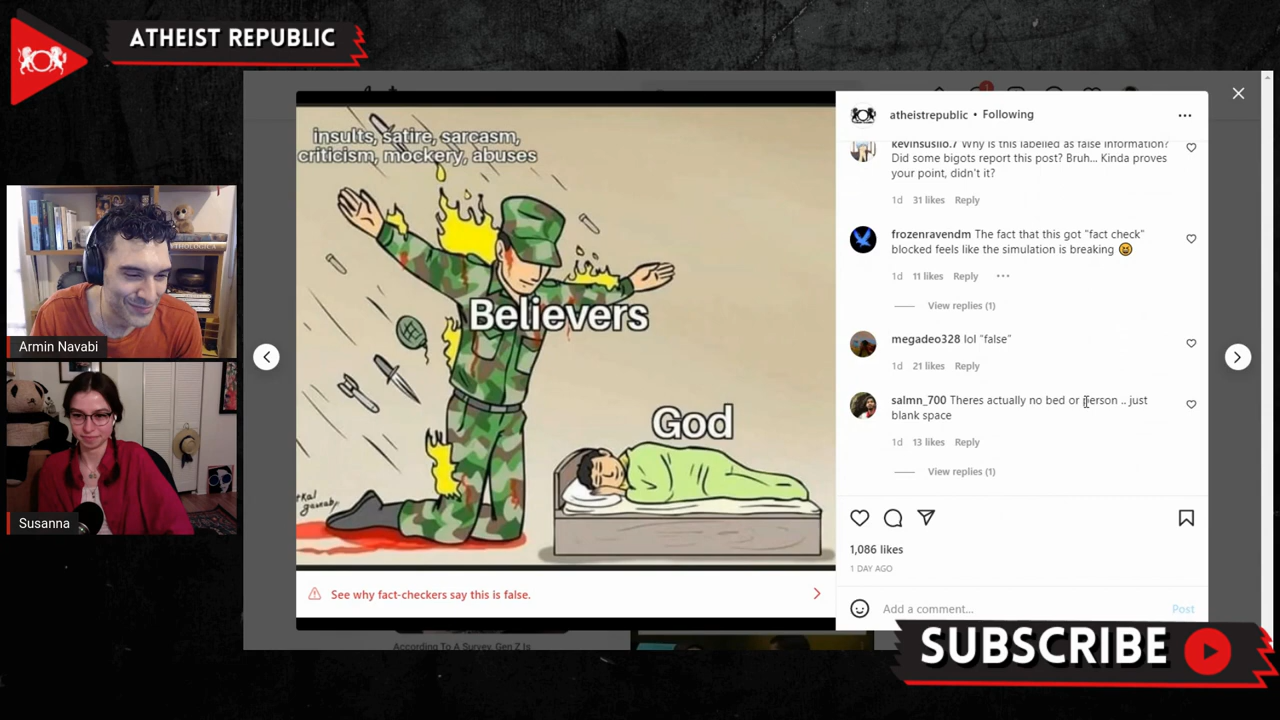 ATHEIST REPUBLIC
insults, satire, sarcasm,
criticism, mockery, abuses
Believers
God
See why fact-checkers say this is false.
Armin Navabi
Susanna
atheistrepublic • Following
kevinsusilo.7 Why is this labelled as false information?
Did some bigots report this post? Bruh... Kinda proves
your point, didn't it?
1d 31 likes Reply
frozenravendm The fact that this got "fact check"
blocked feels like the simulation is breaking 😆
1d 11 likes Reply
View replies (1)
megadeo328 lol "false"
1d 21 likes Reply
salmn_700 Theres actually no bed or person .. just
blank space
1d 13 likes Reply
View replies (1)
1,086 likes
1 DAY AGO
Add a comment... Post
According To A Survey, Gen Z Is
SUBSCRIBE